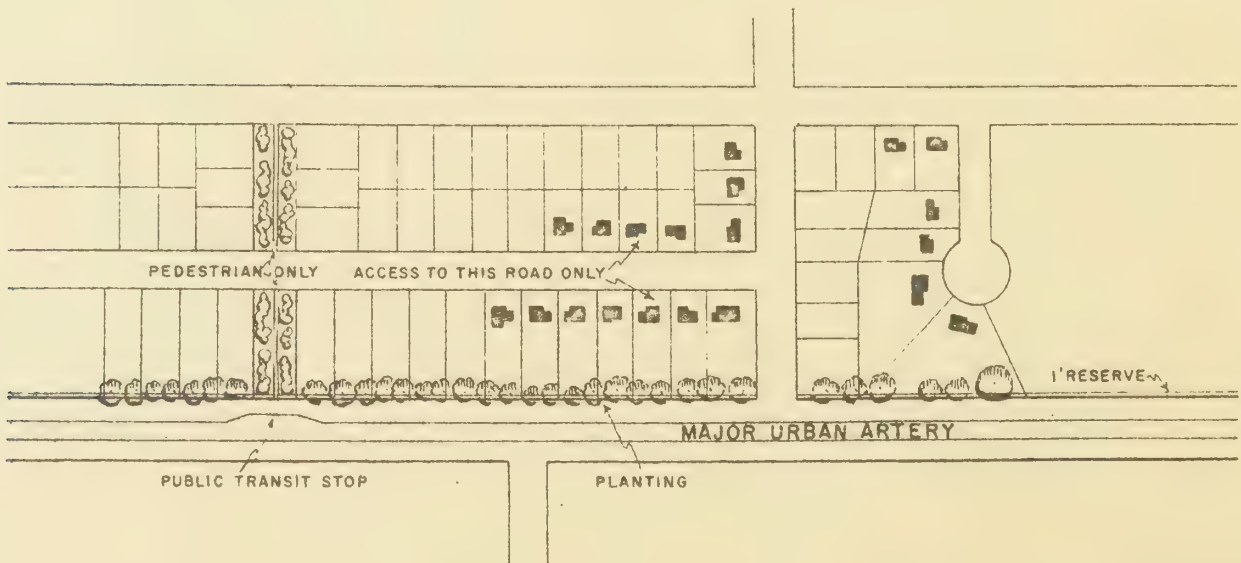 PEDESTRIAN ONLY
ACCESS TO THIS ROAD ONLY
1' RESERVE
MAJOR URBAN ARTERY
PUBLIC TRANSIT STOP
PLANTING